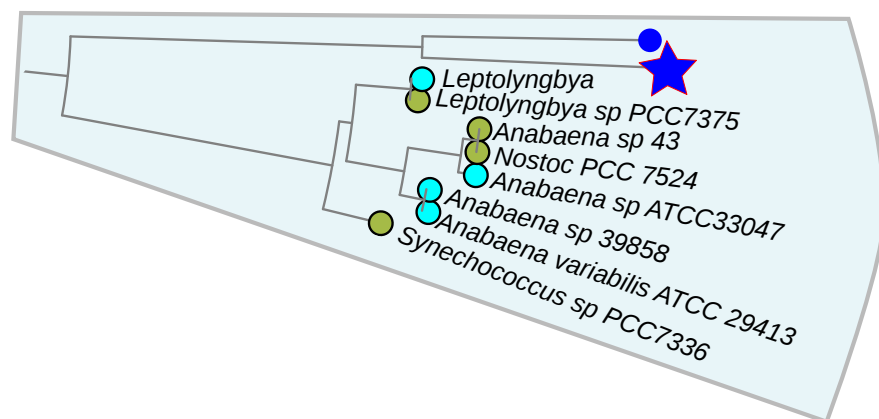 Leptolyngbya
Leptolyngbya sp PCC7375
Anabaena sp 43
Nostoc PCC 7524
Anabaena sp ATCC33047
Anabaena sp 39858
Anabaena variabilis ATCC 29413
Synechococcus sp PCC7336